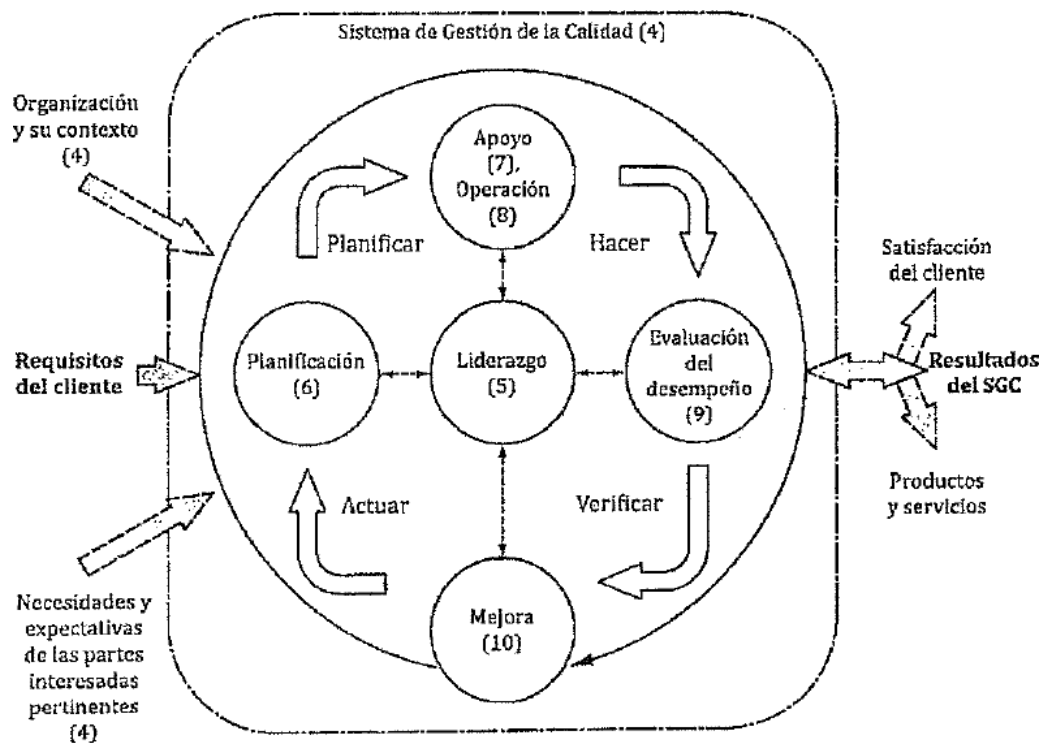 Sistema de Gestión de la Calidad (4)
Organización
y su contexto
(4)
Apoyo
(7),
Operación
(8)
Planificar
Hacer
Satisfacción
del cliente
Requisitos
del cliente
Planificación
(6)
Liderazgo
(5)
Evaluación
del
desempeño
(9)
Resultados
del SGC
Actuar
Verificar
Productos
y servicios
Mejora
(10)
Necesidades y
expectativas
de las partes
interesadas
pertinentes
(4)